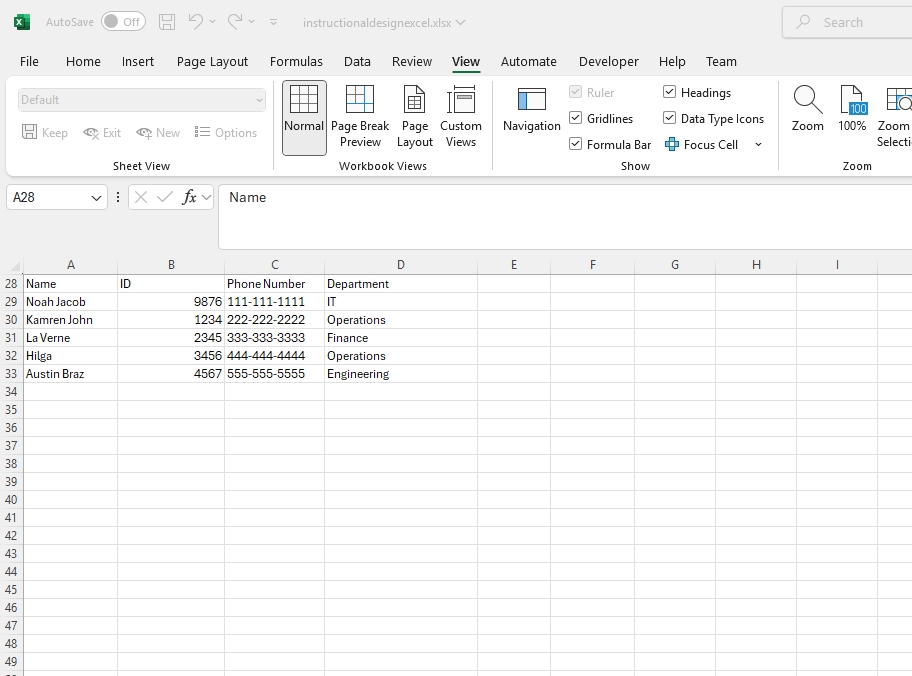 AutoSave Off instructionaldesignexcel.xlsx Search
File Home Insert Page Layout Formulas Data Review View Automate Developer Help Team
Default
Keep Exit New Options
Sheet View
Normal Page Break Preview Page Layout Custom Views
Workbook Views
Navigation
Ruler Headings
Gridlines Data Type Icons
Formula Bar Focus Cell
Show
Zoom 100 100% Zoom
Selecti
Zoom
A28 fx Name
A B C D E F G H I
28 Name ID Phone Number Department
29 Noah Jacob 9876 111-111-1111 IT
30 Kamren John 1234 222-222-2222 Operations
31 La Verne 2345 333-333-3333 Finance
32 Hilga 3456 444-444-4444 Operations
33 Austin Braz 4567 555-555-5555 Engineering
34
35
36
37
38
39
40
41
42
43
44
45
46
47
48
49